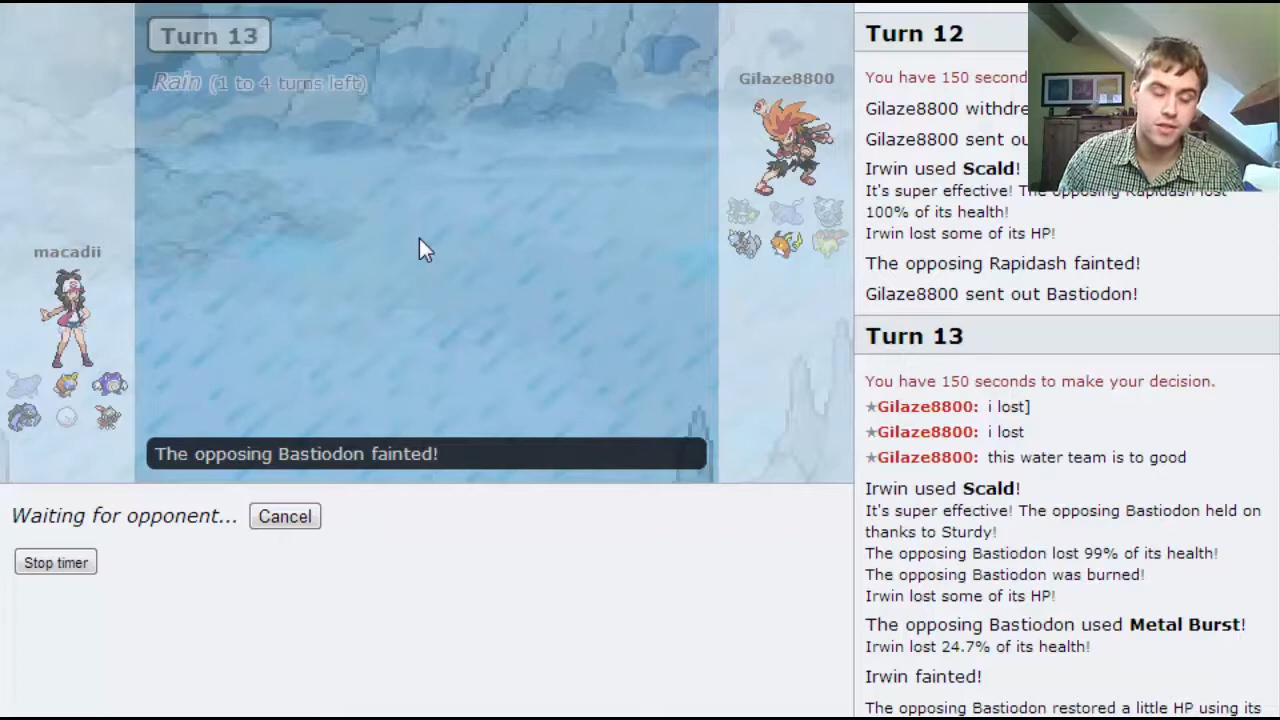 Turn 13
Rain (1 to 4 turns left)
Gilaze8800
macadii
The opposing Bastiodon fainted!
Waiting for opponent... Cancel
Stop timer
Turn 12
You have 150 second
Gilaze8800 withdre
Gilaze8800 sent ou
Irwin used Scald!
It's super effective! The opposing Rapidash lost
100% of its health!
Irwin lost some of its HP!
The opposing Rapidash fainted!
Gilaze8800 sent out Bastiodon!
Turn 13
You have 150 seconds to make your decision.
★Gilaze8800: i lost]
★Gilaze8800: i lost
★Gilaze8800: this water team is to good
Irwin used Scald!
It's super effective! The opposing Bastiodon held on
thanks to Sturdy!
The opposing Bastiodon lost 99% of its health!
The opposing Bastiodon was burned!
Irwin lost some of its HP!
The opposing Bastiodon used Metal Burst!
Irwin lost 24.7% of its health!
Irwin fainted!
The opposing Bastiodon restored a little HP using its